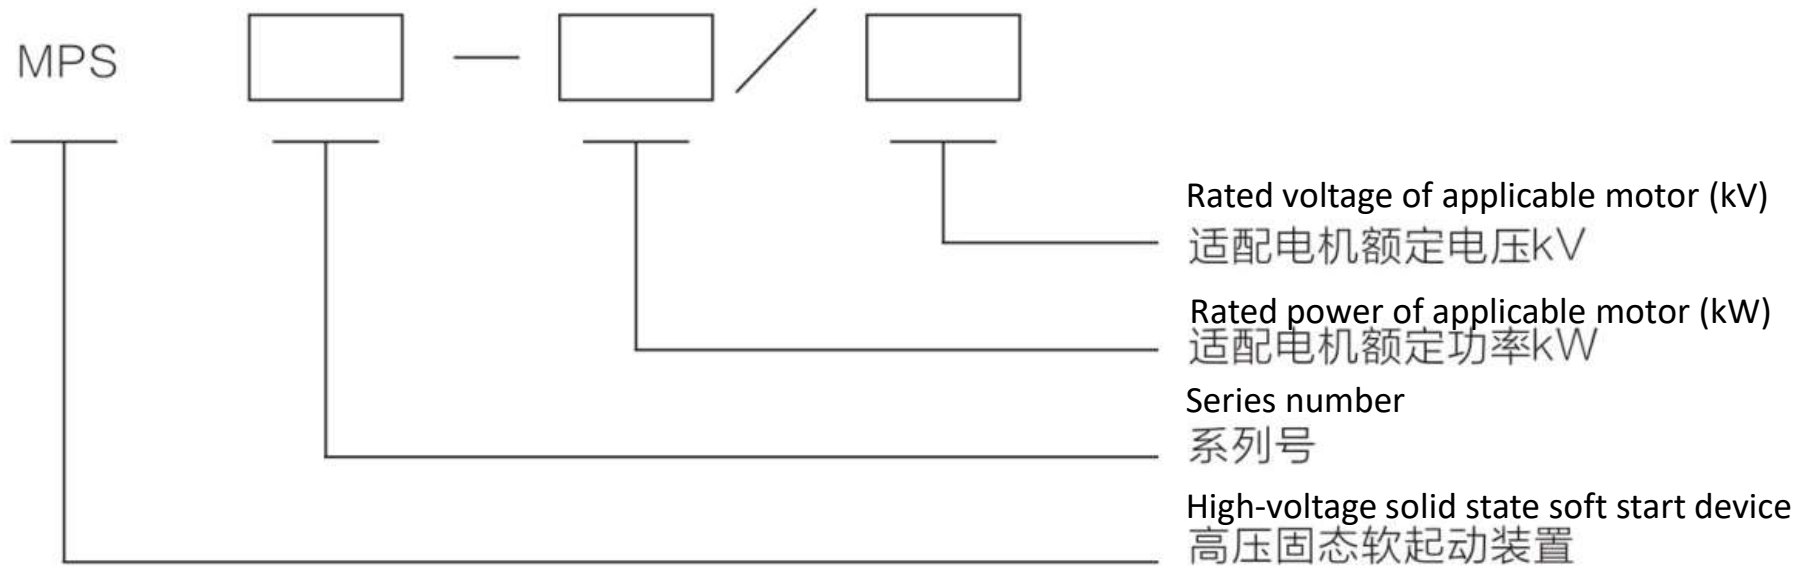 MPS — /
Rated voltage of applicable motor (kV)
适配电机额定电压kV
Rated power of applicable motor (kW)
适配电机额定功率kW
Series number
系列号
High-voltage solid state soft start device
高压固态软起动装置